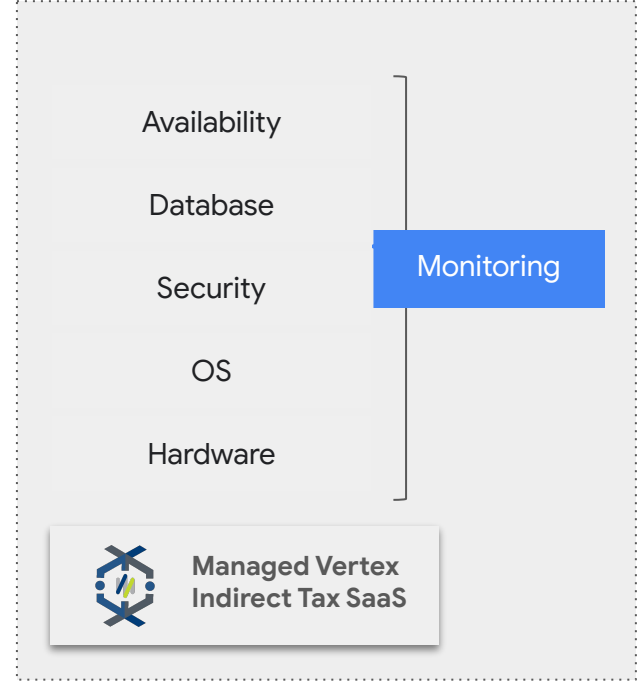 Availability
Database
Security
Monitoring
OS
Hardware
Managed Vertex
Indirect Tax SaaS